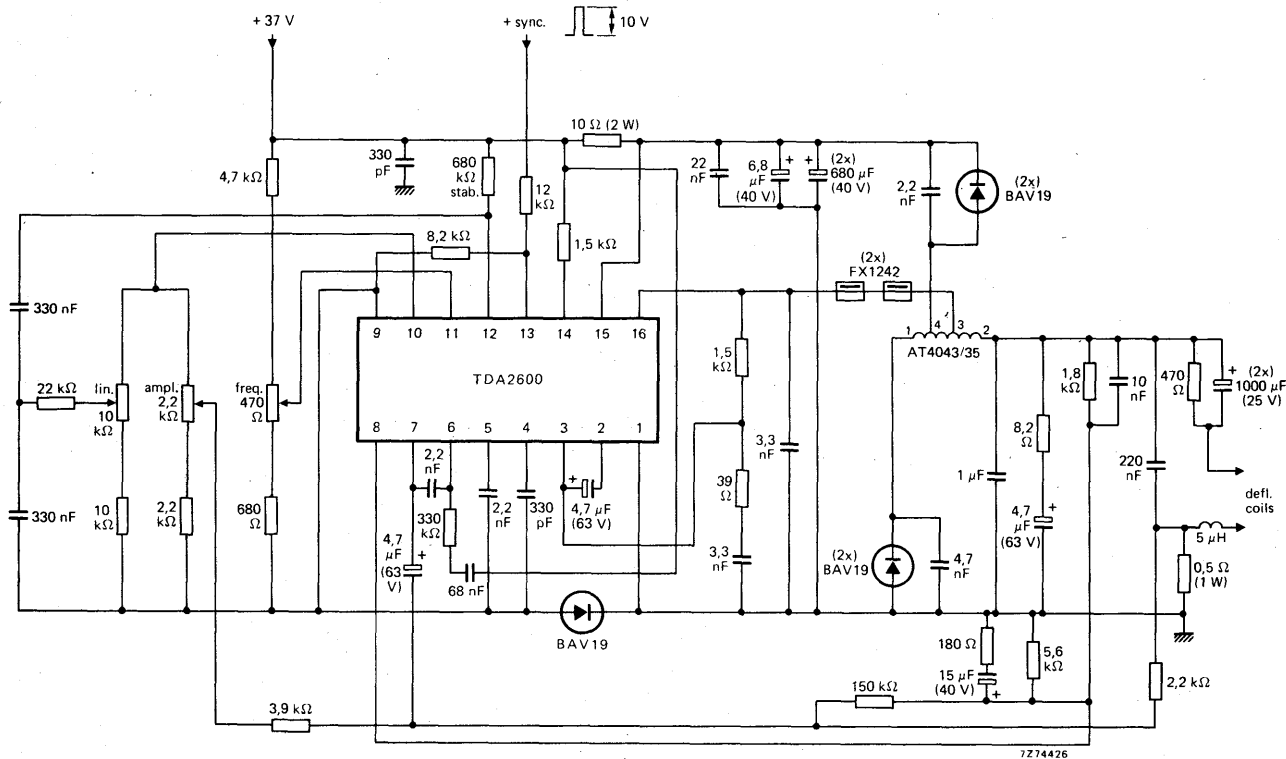 + 37 V
+ sync.
10 V
10 Ω (2 W)
4,7 kΩ
330
pF
680
kΩ
stab.
12
kΩ
22
nF
6,8
µF
(40 V)
(2x)
680 µF
(40 V)
2,2
nF
(2x)
BAV19
8,2 kΩ
1,5 kΩ
(2x)
FX1242
330 nF
9 10 11 12 13 14 15 16
1 4 3 2
AT4043/35
TDA2600
22 kΩ
lin.
10
kΩ
ampl.
2,2
kΩ
freq.
470
Ω
1,5
kΩ
1,8
kΩ
10
nF
470
Ω
(2x)
1000 µF
(25 V)
8 7 6 5 4 3 2 1
8,2
Ω
3,3
nF
2,2
nF
1 µF
220
nF
defl.
coils
330 nF
10
kΩ
2,2
kΩ
680
Ω
4,7
µF
(63
V)
330
kΩ
2,2
nF
330
pF
4,7 µF
(63 V)
39
Ω
4,7
µF
(63 V)
5 µH
68 nF
3,3
nF
(2x)
BAV19
4,7
nF
0,5 Ω
(1 W)
BAV19
180 Ω
15 µF
(40 V)
5,6
kΩ
2,2 kΩ
150 kΩ
3,9 kΩ
7Z74426